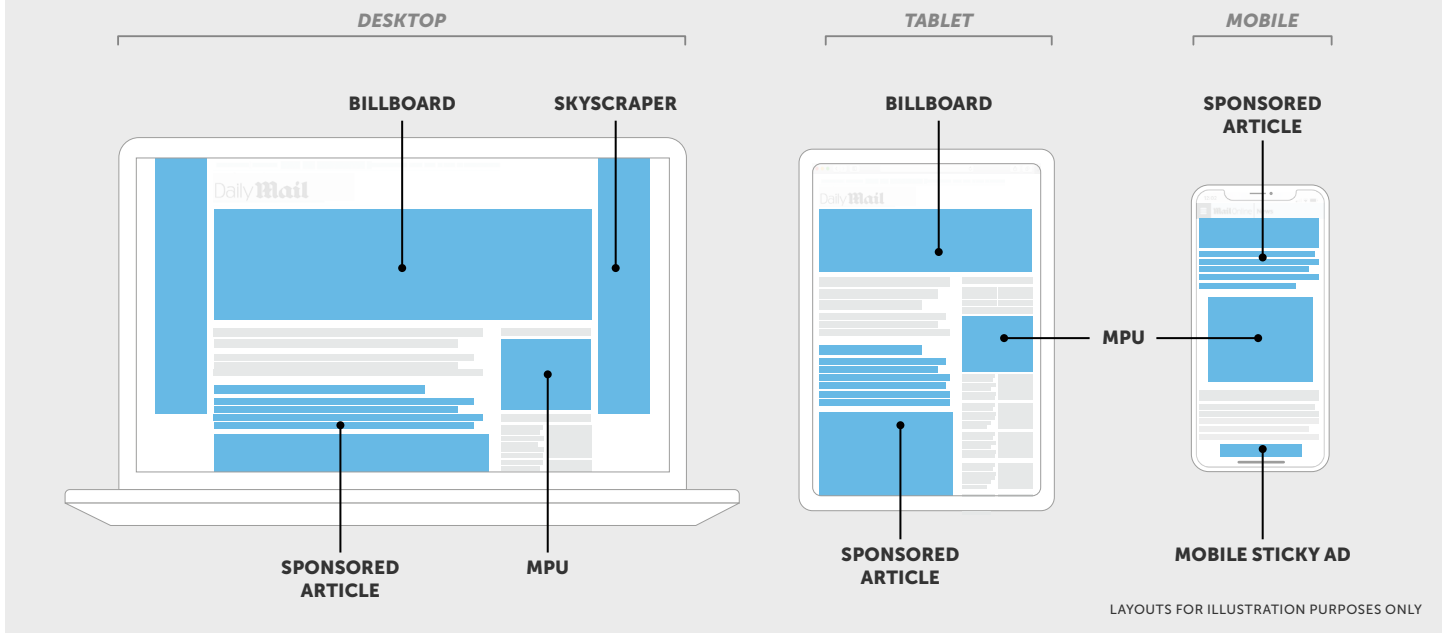 DESKTOP
TABLET
MOBILE
BILLBOARD
SKYSCRAPER
BILLBOARD
SPONSORED
ARTICLE
Daily Mail
Daily Mail
MailOnline
MPU
SPONSORED
ARTICLE
MPU
SPONSORED
ARTICLE
MOBILE STICKY AD
LAYOUTS FOR ILLUSTRATION PURPOSES ONLY